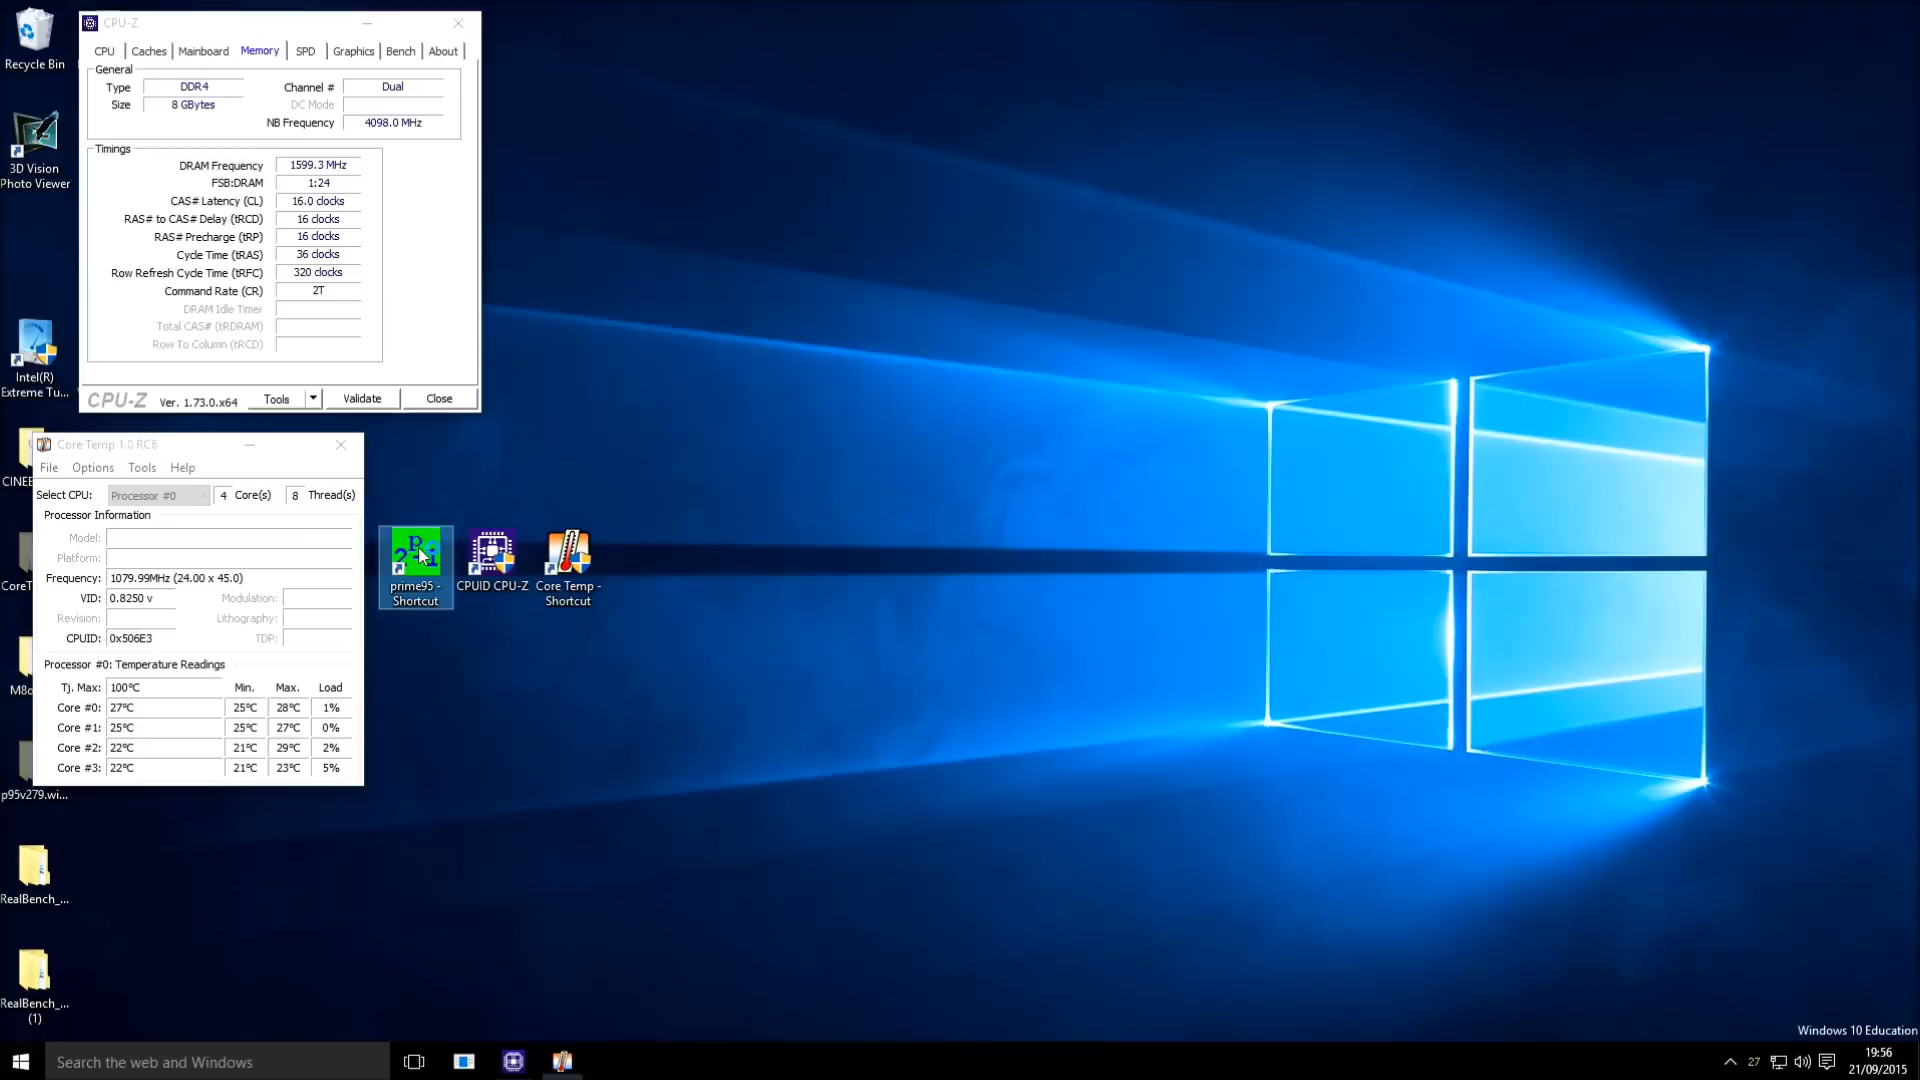 Recycle Bin
3D Vision
Photo Viewer
Intel(R)
Extreme Tu...
CINEE
CoreT
M8c
p95v279.wi...
RealBench_...
RealBench_...
(1)
CPU-Z
CPU Caches Mainboard Memory SPD Graphics Bench About
General
Type DDR4 Channel # Dual
Size 8 GBytes DC Mode
NB Frequency 4098.0 MHz
Timings
DRAM Frequency 1599.3 MHz
FSB:DRAM 1:24
CAS# Latency (CL) 16.0 clocks
RAS# to CAS# Delay (tRCD) 16 clocks
RAS# Precharge (tRP) 16 clocks
Cycle Time (tRAS) 36 clocks
Row Refresh Cycle Time (tRFC) 320 clocks
Command Rate (CR) 2T
DRAM Idle Timer
Total CAS# (tRDRAM)
Row To Column (tRCD)
CPU-Z Ver. 1.73.0.x64 Tools Validate Close
Core Temp 1.0 RC6
File Options Tools Help
Select CPU: Processor #0 4 Core(s) 8 Thread(s)
Processor Information
Model:
Platform:
Frequency: 1079.99MHz (24.00 x 45.0)
VID: 0.8250 v Modulation:
Revision: Lithography:
CPUID: 0x506E3 TDP:
Processor #0: Temperature Readings
Tj. Max: 100°C Min. Max. Load
Core #0: 27°C 25°C 28°C 1%
Core #1: 25°C 25°C 27°C 0%
Core #2: 22°C 21°C 29°C 2%
Core #3: 22°C 21°C 23°C 5%
prime95 -
Shortcut
CPUID CPU-Z
Core Temp -
Shortcut
Windows 10 Education
Search the web and Windows
27
19:56
21/09/2015